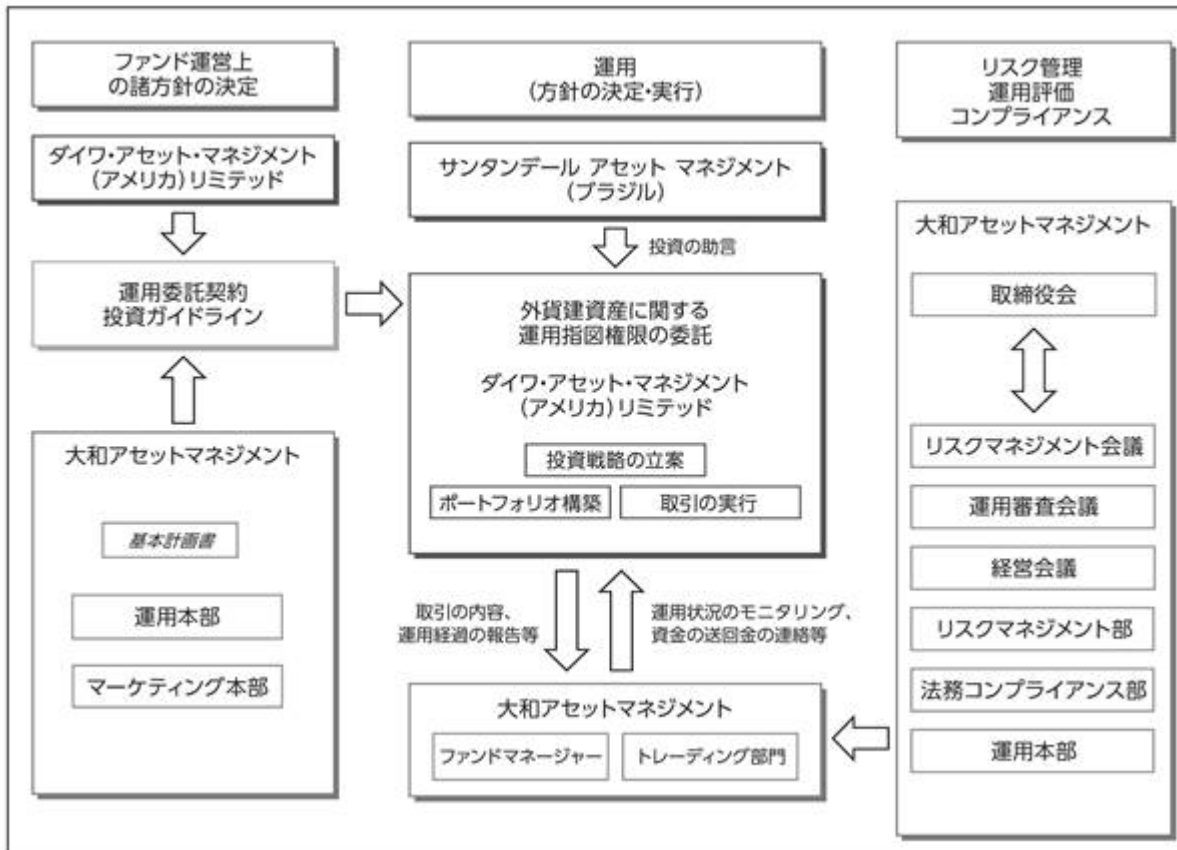 ファンド運営上
の諸方針の決定
ダイワ・アセット・マネジメント
(アメリカ)リミテッド
運用委託契約
投資ガイドライン
大和アセットマネジメント
基本計画書
運用本部
マーケティング本部
運用
(方針の決定・実行)
サンタンデール アセット マネジメント
(ブラジル)
投資の助言
外貨建資産に関する
運用指図権限の委託
ダイワ・アセット・マネジメント
(アメリカ)リミテッド
投資戦略の立案
ポートフォリオ構築
取引の実行
取引の内容、
運用経過の報告等
運用状況のモニタリング、
資金の送回金の連絡等
大和アセットマネジメント
ファンドマネージャー
トレーディング部門
リスク管理
運用評価
コンプライアンス
大和アセットマネジメント
取締役会
リスクマネジメント会議
運用審査会議
経営会議
リスクマネジメント部
法務コンプライアンス部
運用本部